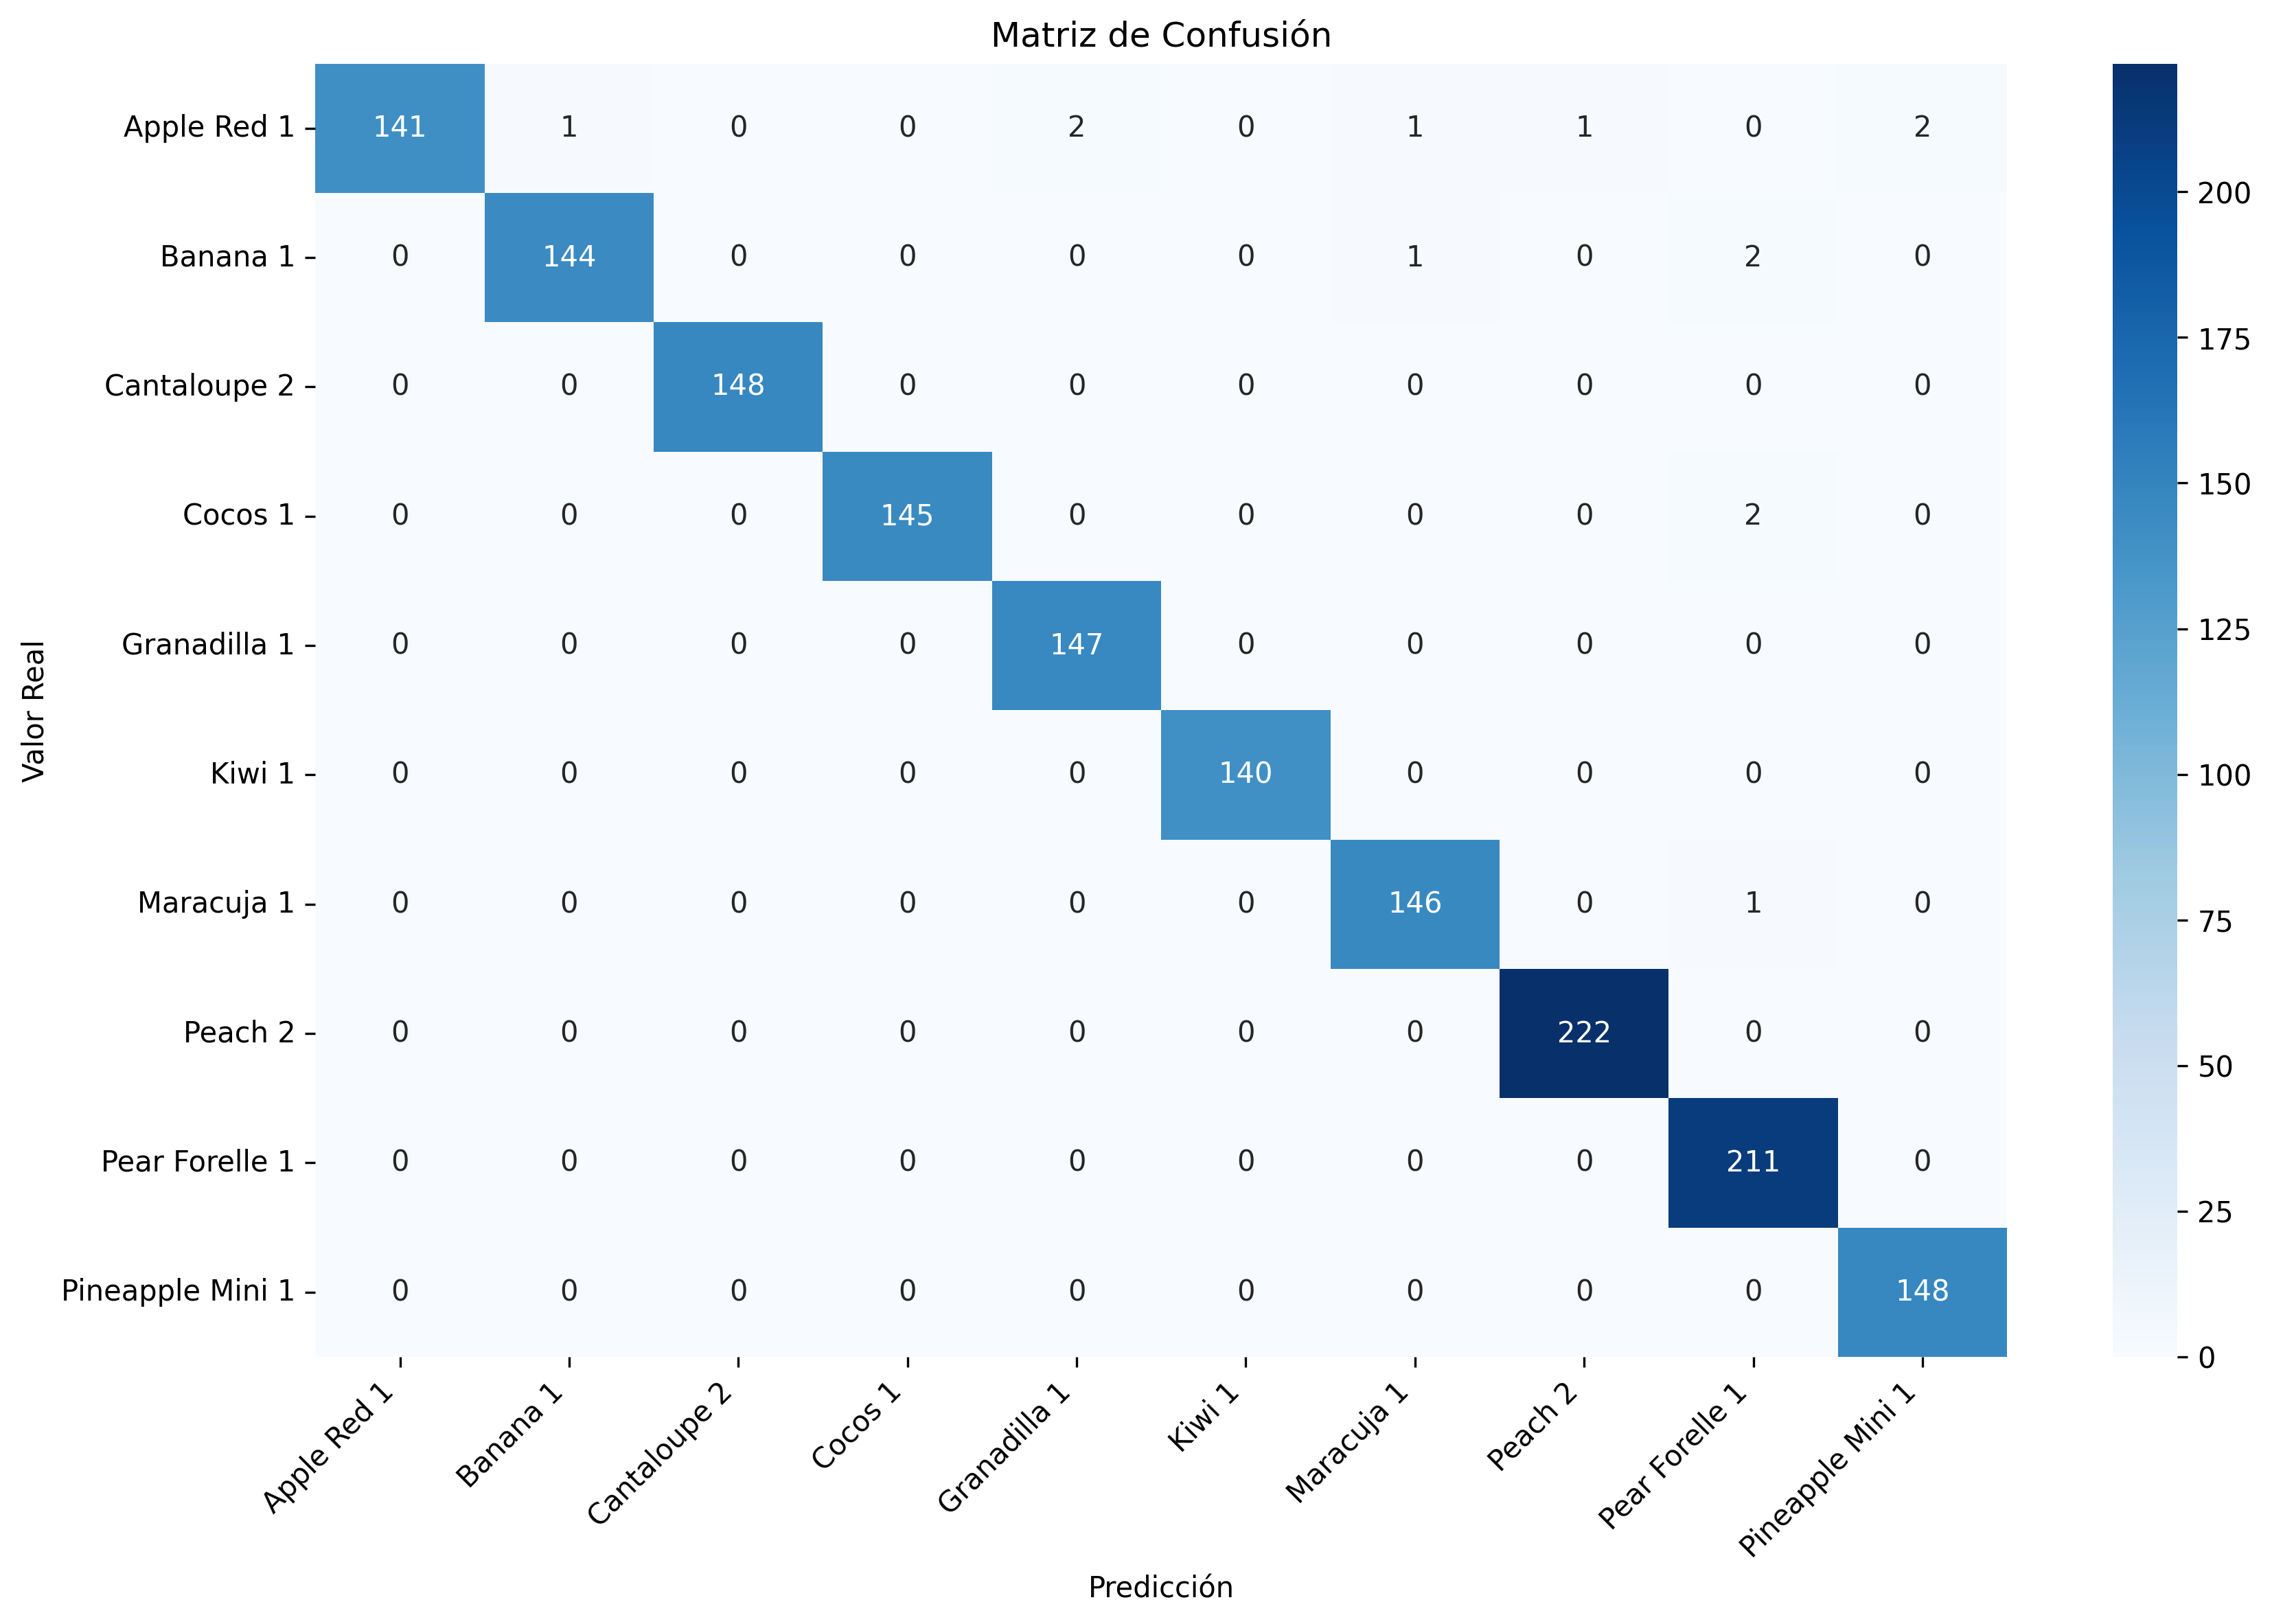 Matriz de Confusión
Apple Red 1 141 1 0 0 2 0 1 1 0 2
Banana 1 0 144 0 0 0 0 1 0 2 0
Cantaloupe 2 0 0 148 0 0 0 0 0 0 0
Cocos 1 0 0 0 145 0 0 0 0 2 0
Granadilla 1 0 0 0 0 147 0 0 0 0 0
Kiwi 1 0 0 0 0 0 140 0 0 0 0
Maracuja 1 0 0 0 0 0 0 146 0 1 0
Peach 2 0 0 0 0 0 0 0 222 0 0
Pear Forelle 1 0 0 0 0 0 0 0 0 211 0
Pineapple Mini 1 0 0 0 0 0 0 0 0 0 148
Valor Real
Apple Red 1
Banana 1
Cantaloupe 2
Cocos 1
Granadilla 1
Kiwi 1
Maracuja 1
Peach 2
Pear Forelle 1
Pineapple Mini 1
Predicción
200
175
150
125
100
75
50
25
0